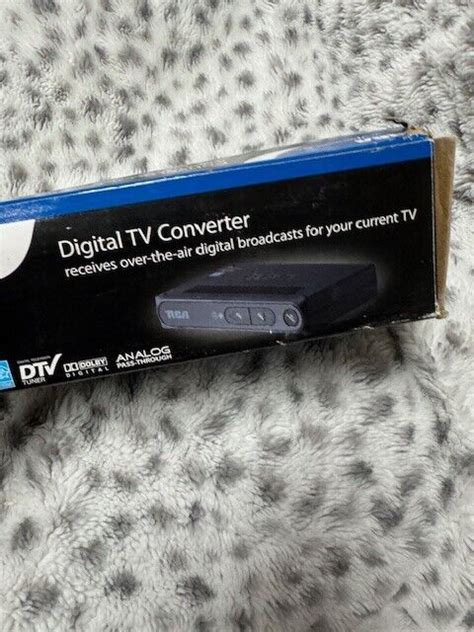 Digital TV Converter
receives over-the-air digital broadcasts for your current TV
RCA
DTV
TUNER
DOLBY
DIGITAL
ANALOG
PASS-THROUGH